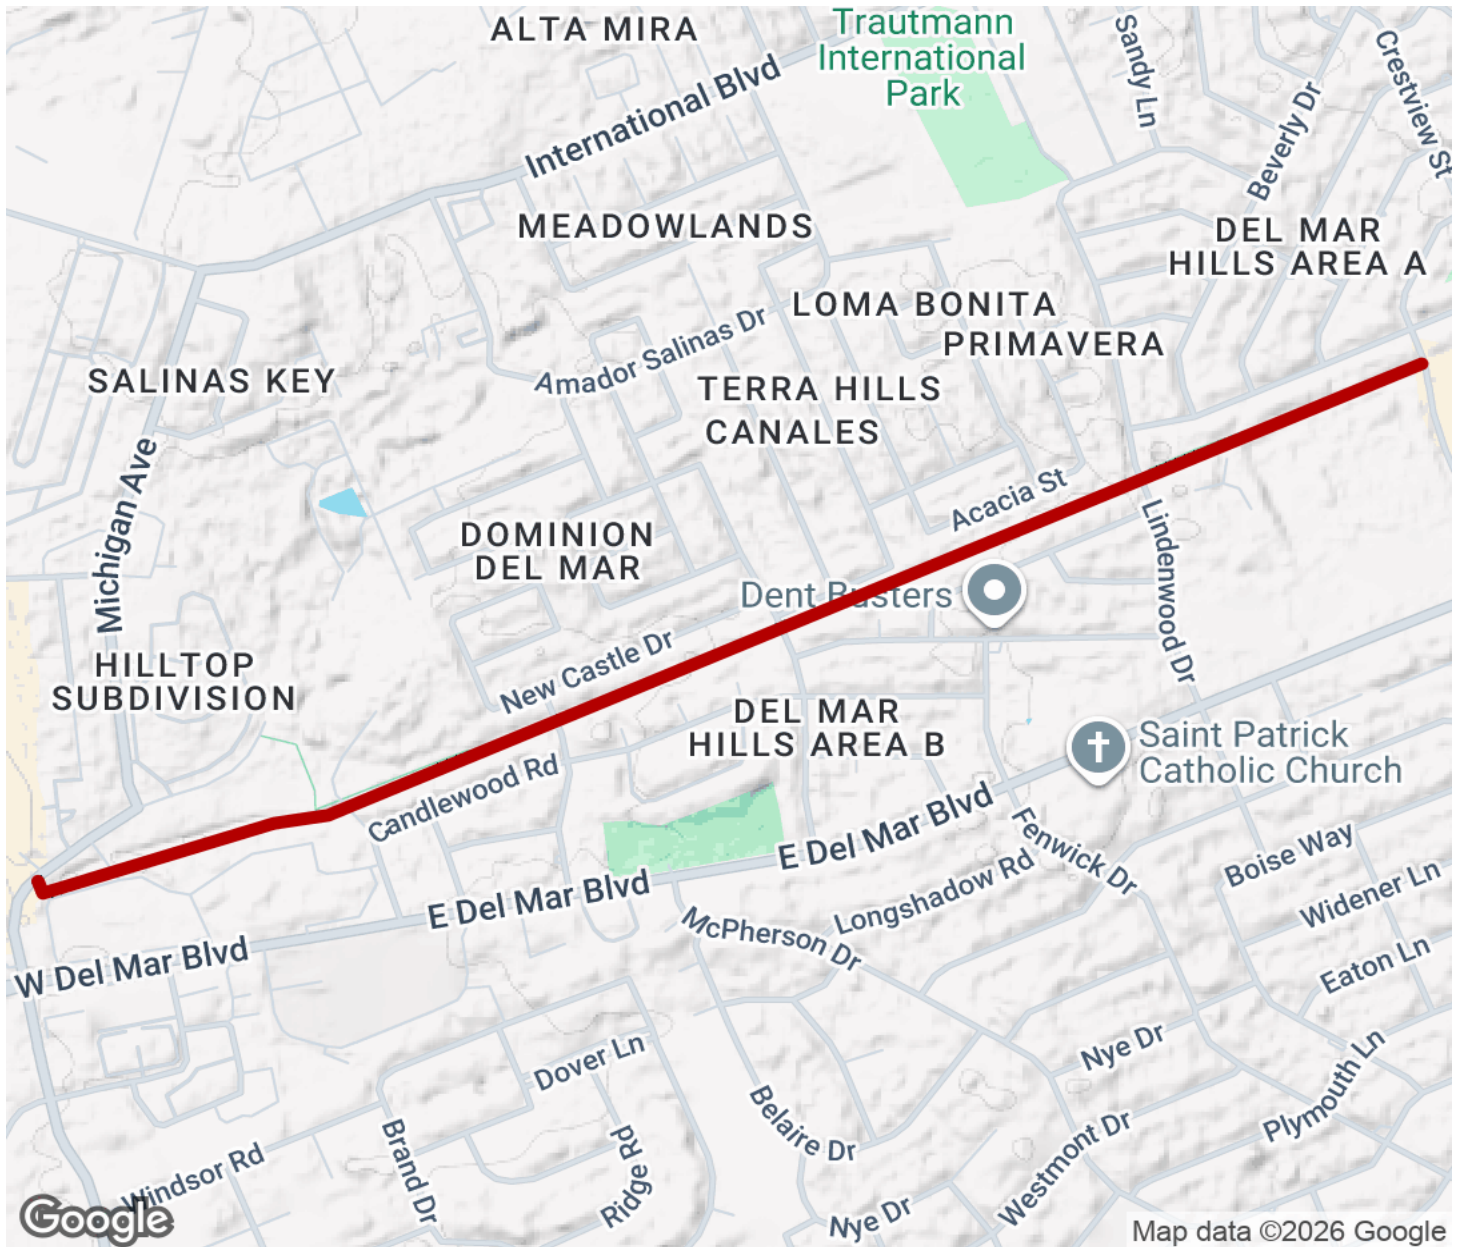 ALTA MIRA
Trautmann
International
Park
Sandy Ln
Crestview St
International Blvd
Beverly Dr
MEADOWLANDS
DEL MAR
HILLS AREA A
LOMA BONITA
PRIMAVERA
Amador Salinas Dr
SALINAS KEY
TERRA HILLS
CANALES
Michigan Ave
Acacia St
DOMINION
DEL MAR
Lindenwood Dr
Dent Busters
New Castle Dr
HILLTOP
SUBDIVISION
DEL MAR
HILLS AREA B
Saint Patrick
Catholic Church
Candlewood Rd
E Del Mar Blvd
Fenwick Dr
Boise Way
E Del Mar Blvd
Longshadow Rd
Widener Ln
McPherson Dr
W Del Mar Blvd
Eaton Ln
Nye Dr
Dover Ln
Plymouth Ln
Belaire Dr
Westmont Dr
Brand Dr
Ridge Rd
Windsor Rd
Nye Dr
Google
Map data ©2026 Google